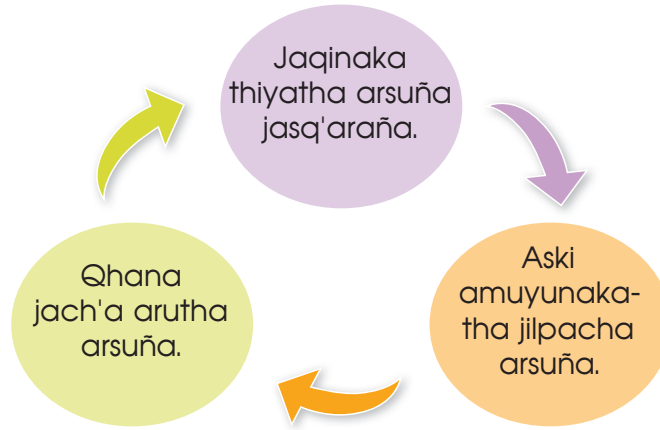 Jaqinaka
thiyatha arsuña
jasq'araña.
Aski
amuyunaka-
tha jilpacha
arsuña.
Qhana
jach'a arutha
arsuña.